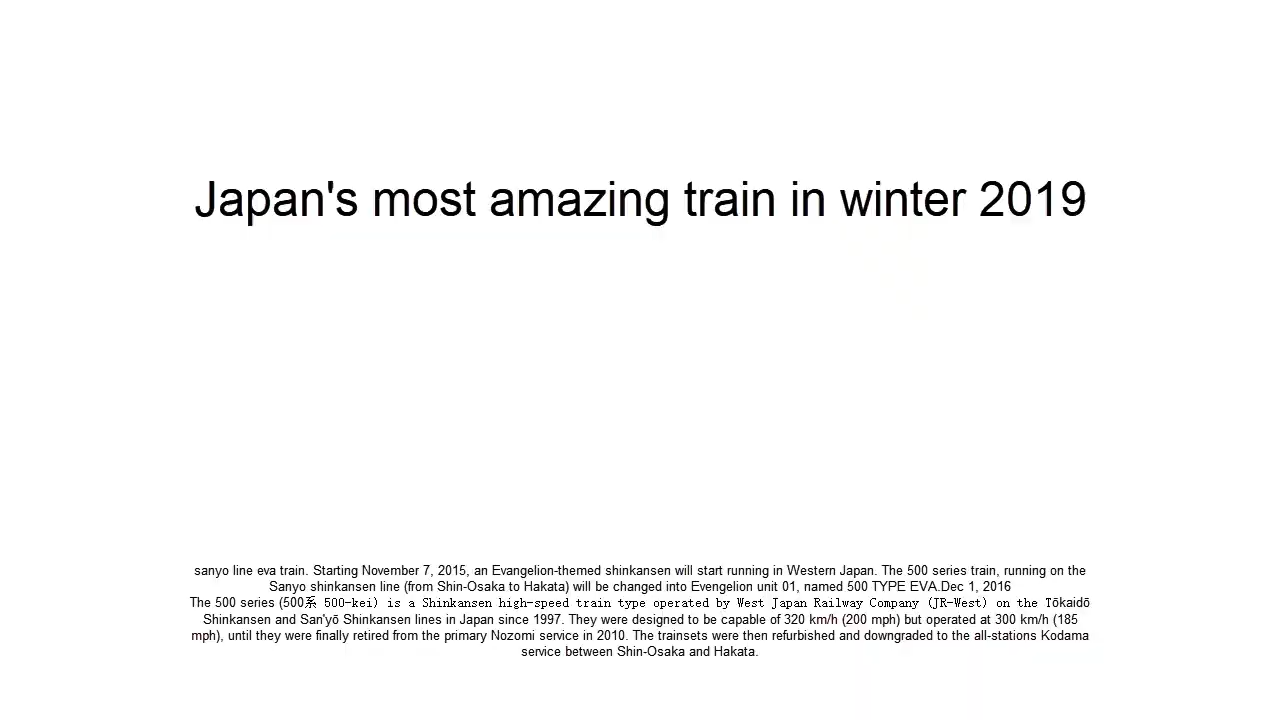 Japan's most amazing train in winter 2019
sanyo line eva train. Starting November 7, 2015, an Evangelion-themed shinkansen will start running in Western Japan. The 500 series train, running on the
Sanyo shinkansen line (from Shin-Osaka to Hakata) will be changed into Evengelion unit 01, named 500 TYPE EVA.Dec 1, 2016
The 500 series (500系 500-kei) is a Shinkansen high-speed train type operated by West Japan Railway Company (JR-West) on the Tōkaidō
Shinkansen and San'yō Shinkansen lines in Japan since 1997. They were designed to be capable of 320 km/h (200 mph) but operated at 300 km/h (185
mph), until they were finally retired from the primary Nozomi service in 2010. The trainsets were then refurbished and downgraded to the all-stations Kodama
service between Shin-Osaka and Hakata.